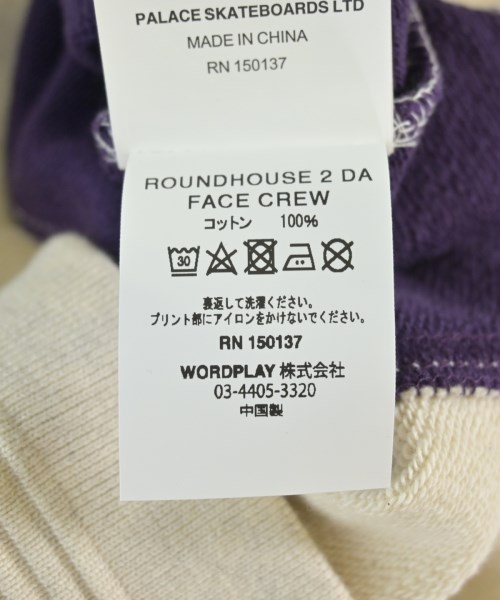 PALACE SKATEBOARDS LTD
MADE IN CHINA
RN 150137
ROUNDHOUSE 2 DA
FACE CREW
コットン 100%
30
裏返して洗濯ください。
プリント部にアイロンをかけないでください。
RN 150137
WORDPLAY 株式会社
03-4405-3320
中国製